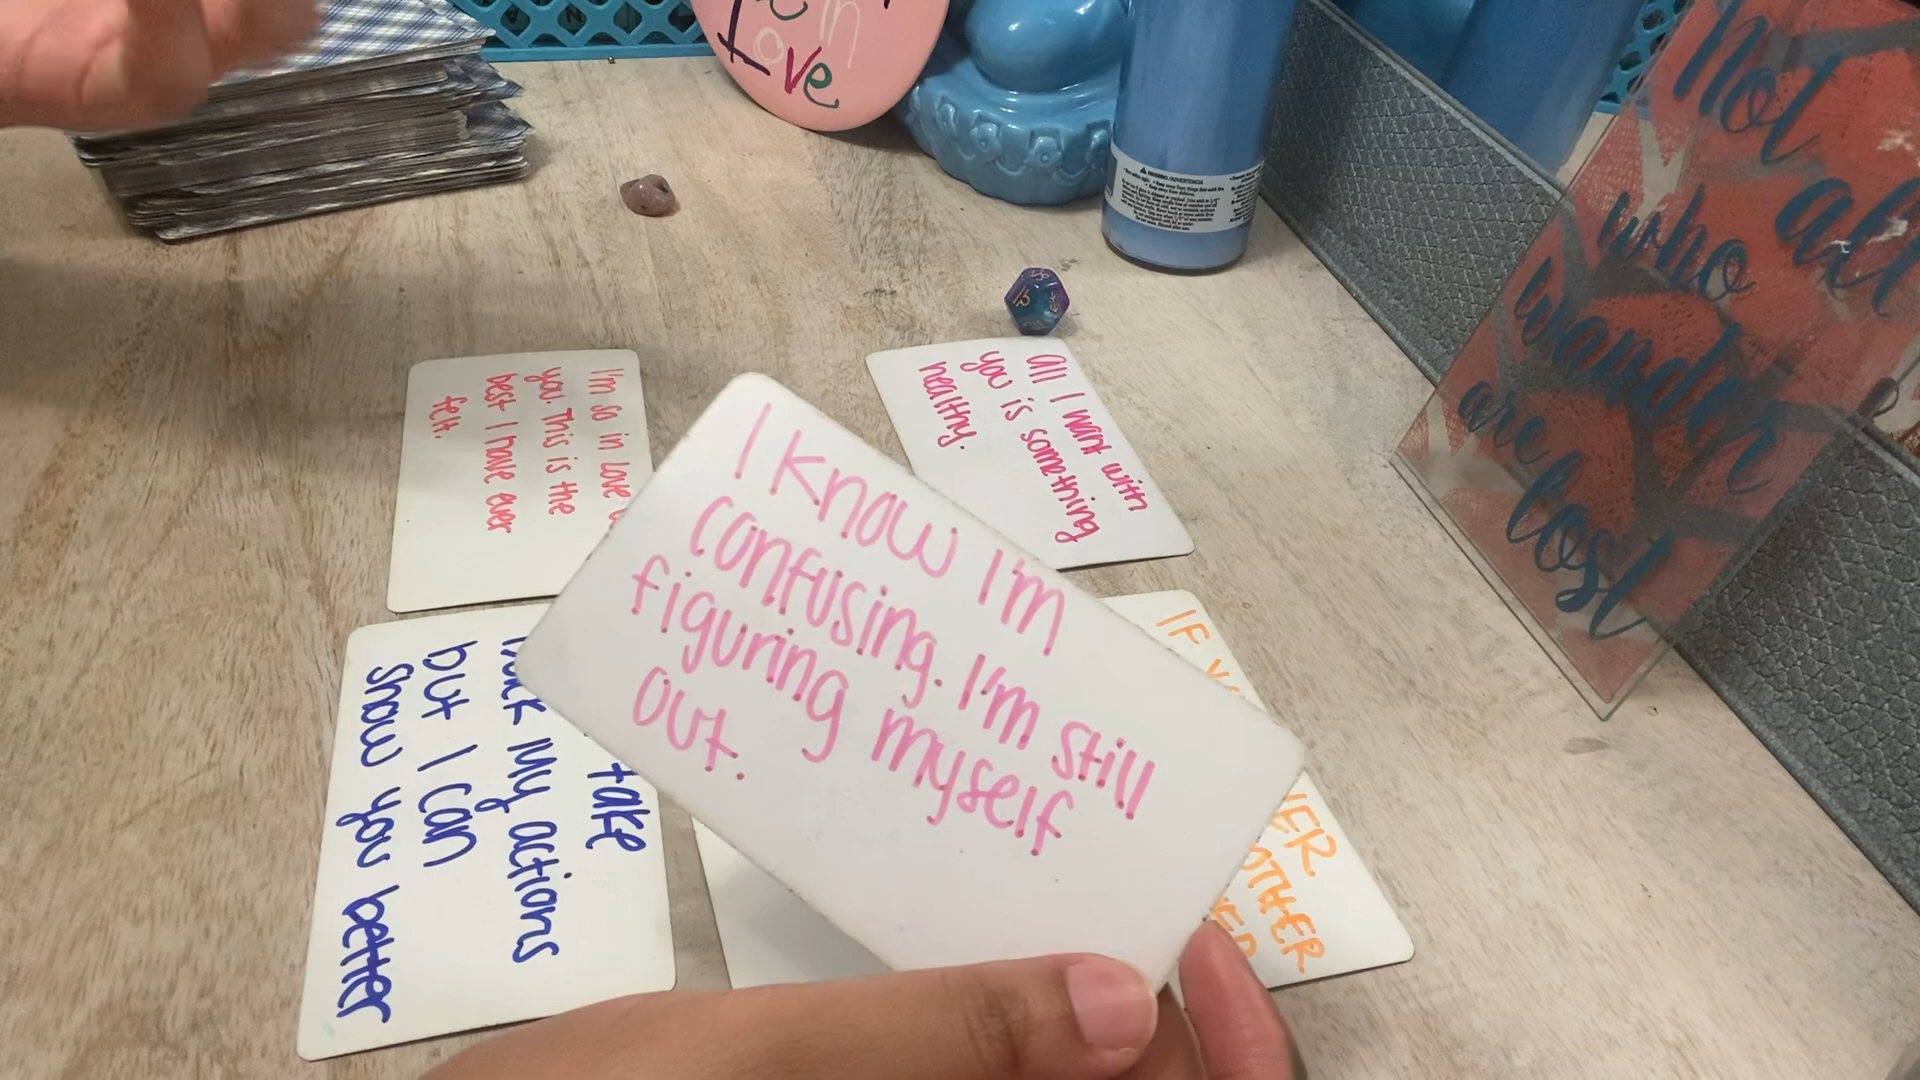 in
Love
WARNING/ADVERTENCIA
Not all
who
wander
are lost
I'm so in love
you. This is the
best I have ever
felt.
all I want with
you is something
healthy.
I know I'm
confusing. I'm still
figuring myself
out.
take
my actions
but I can
show you better
IF
OTHER